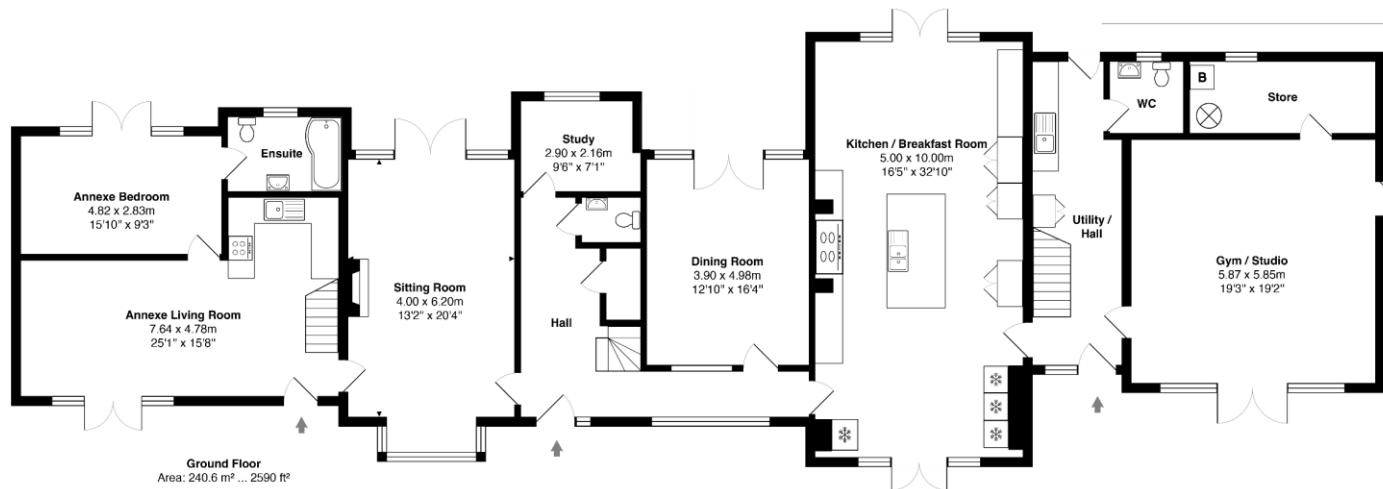 Ensuite
Annexe Bedroom
4.82 x 2.83m
15'10" x 9'3"
Annexe Living Room
7.64 x 4.78m
25'1" x 15'8"
Sitting Room
4.00 x 6.20m
13'2" x 20'4"
Study
2.90 x 2.16m
9'6" x 7'1"
Hall
Dining Room
3.90 x 4.98m
12'10" x 16'4"
Kitchen / Breakfast Room
5.00 x 10.00m
16'5" x 32'10"
Utility /
Hall
WC
B
Store
Gym / Studio
5.87 x 5.85m
19'3" x 19'2"
Ground Floor
Area: 240.6 m² ... 2590 ft²